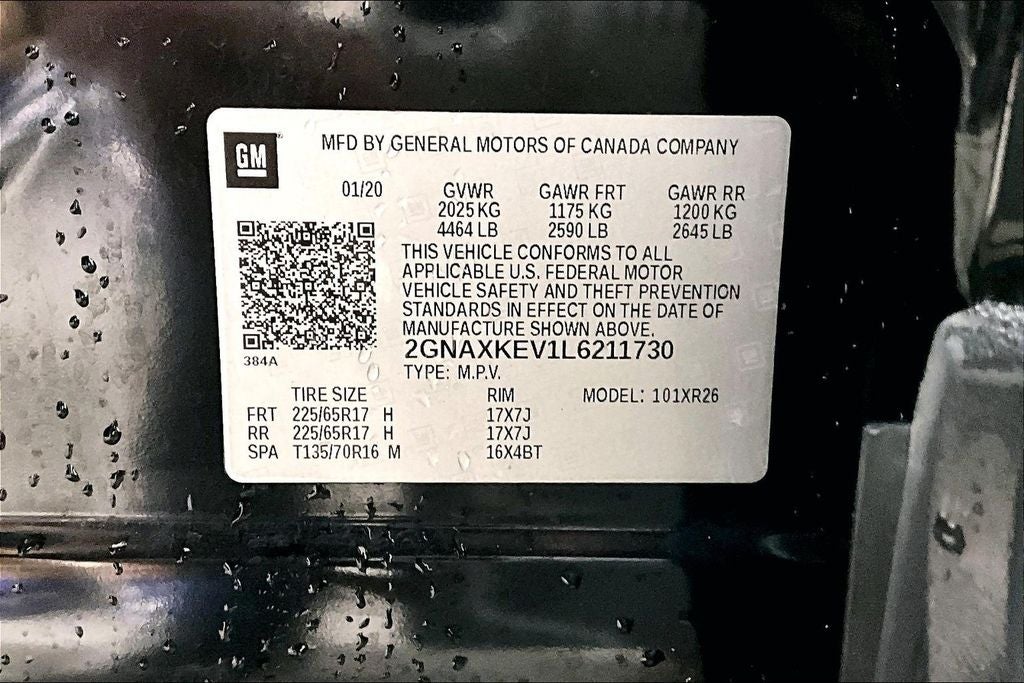 GM MFD BY GENERAL MOTORS OF CANADA COMPANY
01/20 GVWR GAWR FRT GAWR RR
2025 KG 1175 KG 1200 KG
4464 LB 2590 LB 2645 LB
THIS VEHICLE CONFORMS TO ALL
APPLICABLE U.S. FEDERAL MOTOR
VEHICLE SAFETY AND THEFT PREVENTION
STANDARDS IN EFFECT ON THE DATE OF
MANUFACTURE SHOWN ABOVE.
384A
2GNAXKEV1L6211730
TYPE: M.P.V.
TIRE SIZE RIM MODEL: 101XR26
FRT 225/65R17 H 17X7J
RR 225/65R17 H 17X7J
SPA T135/70R16 M 16X4BT